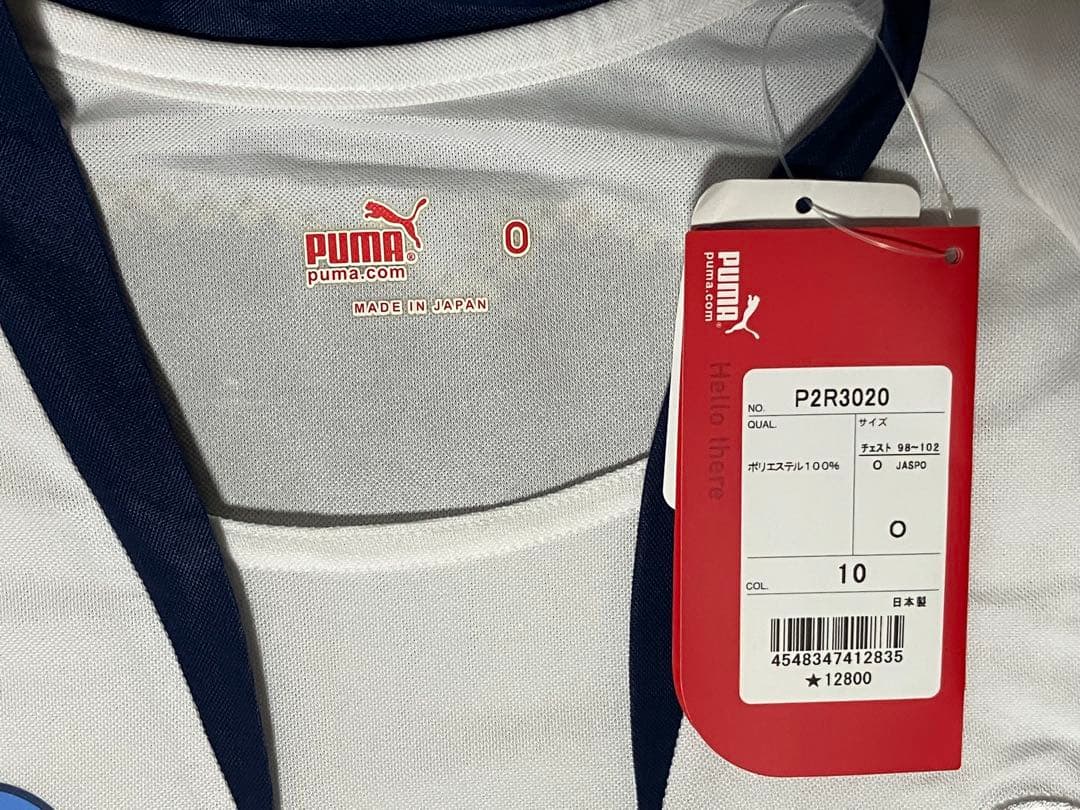 PUMA®
puma.com
O
MADE IN JAPAN
PUMA®
puma.com
Hello there
NO. P2R3020
QUAL.
ポリエステル100%
サイズ
チェスト 98~102
O JASPO
O
COL. 10
日本製
4548347412835
★12800